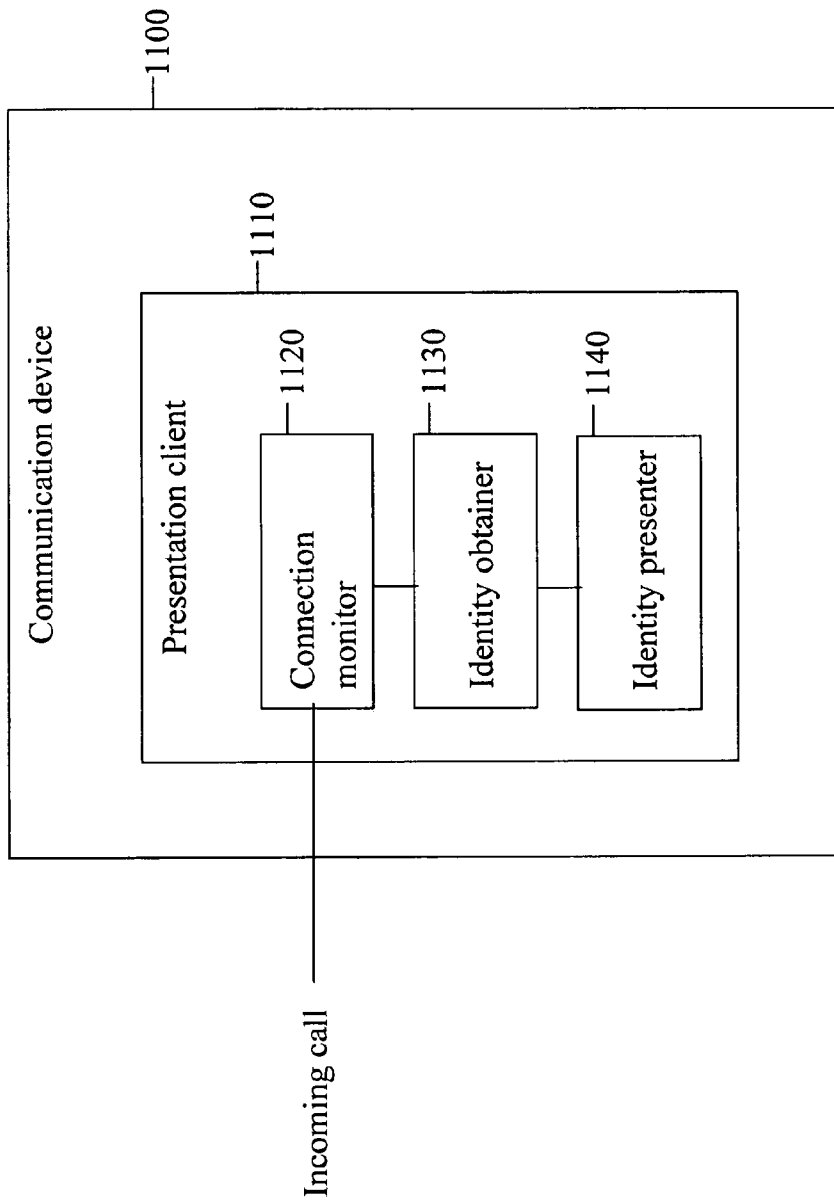 Communication device
1100
Presentation client
1110
Incoming call
Connection
monitor
1120
Identity obtainer
1130
Identity presenter
1140